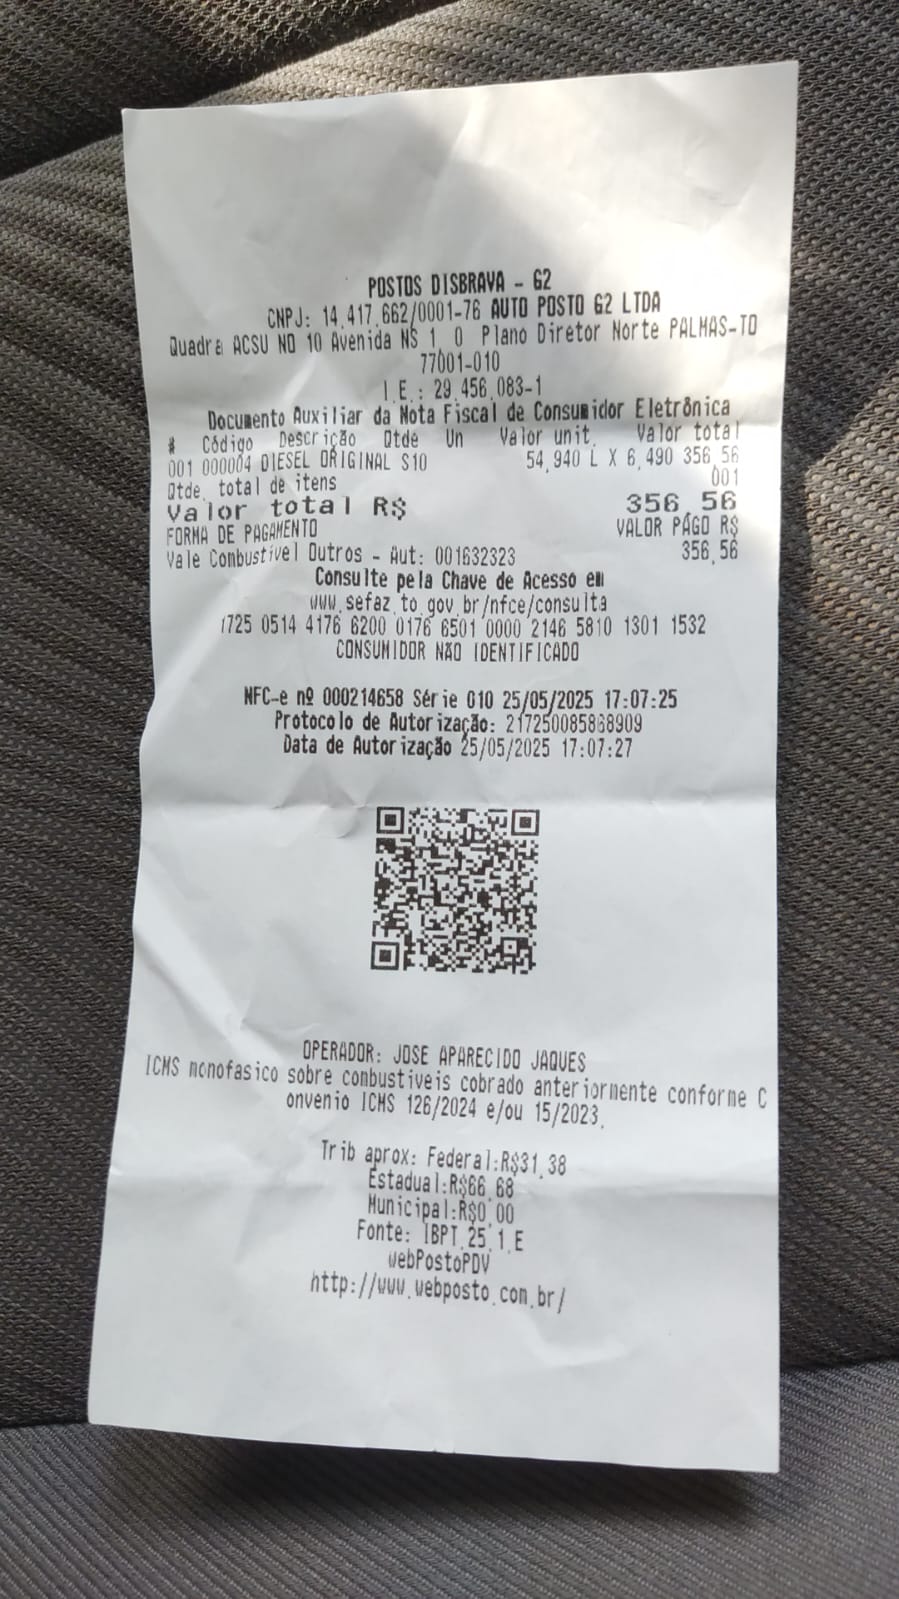 POSTOS DISBRAVA - G2
CNPJ: 14.417.662/0001-76 AUTO POSTO G2 LTDA
Quadra ACSU NO 10 Avenida NS 1, 0 Plano Diretor Norte PALMAS-TO
77001-010
I.E.: 29.456.083-1
Documento Auxiliar da Nota Fiscal de Consumidor Eletrônica
# Código Descrição Qtde Un Valor unit. Valor total
001 000004 DIESEL ORIGINAL S10 54,940 L X 6,490 356,56
Qtde. total de itens 001
Valor total R$ 356,56
FORMA DE PAGAMENTO VALOR PAGO R$
Vale Combustível Outros - Aut: 001632323 356,56
Consulte pela Chave de Acesso em
www.sefaz.to.gov.br/nfce/consulta
1725 0514 4176 6200 0176 6501 0000 2146 5810 1301 1532
CONSUMIDOR NÃO IDENTIFICADO
NFC-e nº 000214658 Série 010 25/05/2025 17:07:25
Protocolo de Autorização: 217250085868909
Data de Autorização 25/05/2025 17:07:27
OPERADOR: JOSE APARECIDO JAQUES
ICMS monofasico sobre combustiveis cobrado anteriormente conforme C
onvenio ICMS 126/2024 e/ou 15/2023.
Trib aprox: Federal:R$31,38
Estadual:R$66,68
Municipal:R$0,00
Fonte: IBPT 25.1.E
webPostoPDV
http://www.webposto.com.br/